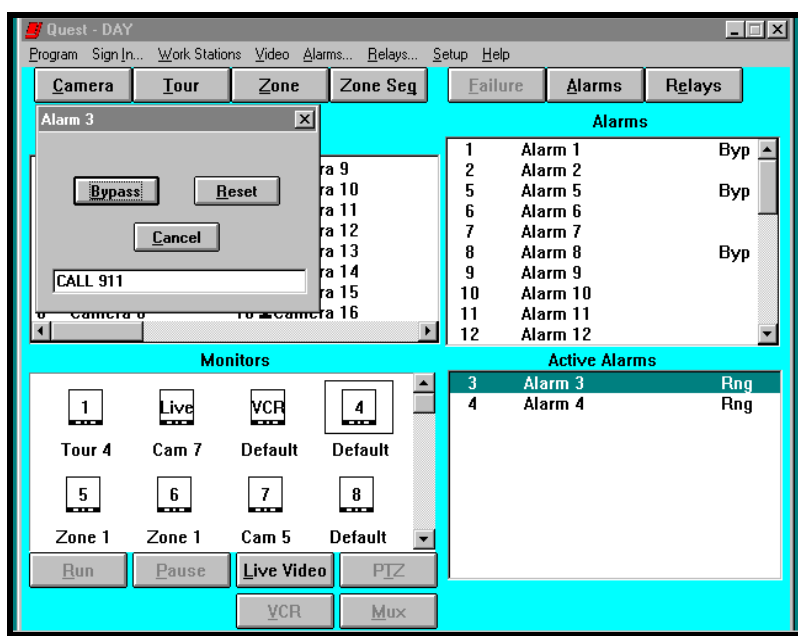 Quest - DAY
Program Sign In... Work Stations Video Alarms... Relays... Setup Help
Camera Tour Zone Zone Seq Failure Alarms Relays
Alarm 3
Bypass Reset
Cancel
CALL 911
ra 9
ra 10
ra 11
ra 12
ra 13
ra 14
ra 15
ra 16
Alarms
1 Alarm 1 Byp
2 Alarm 2
5 Alarm 5 Byp
6 Alarm 6
7 Alarm 7
8 Alarm 8 Byp
9 Alarm 9
10 Alarm 10
11 Alarm 11
12 Alarm 12
Monitors
1 Live VCR 4
Tour 4 Cam 7 Default Default
5 6 7 8
Zone 1 Zone 1 Cam 5 Default
Run Pause Live Video PTZ
VCR Mux
Active Alarms
3 Alarm 3 Rng
4 Alarm 4 Rng